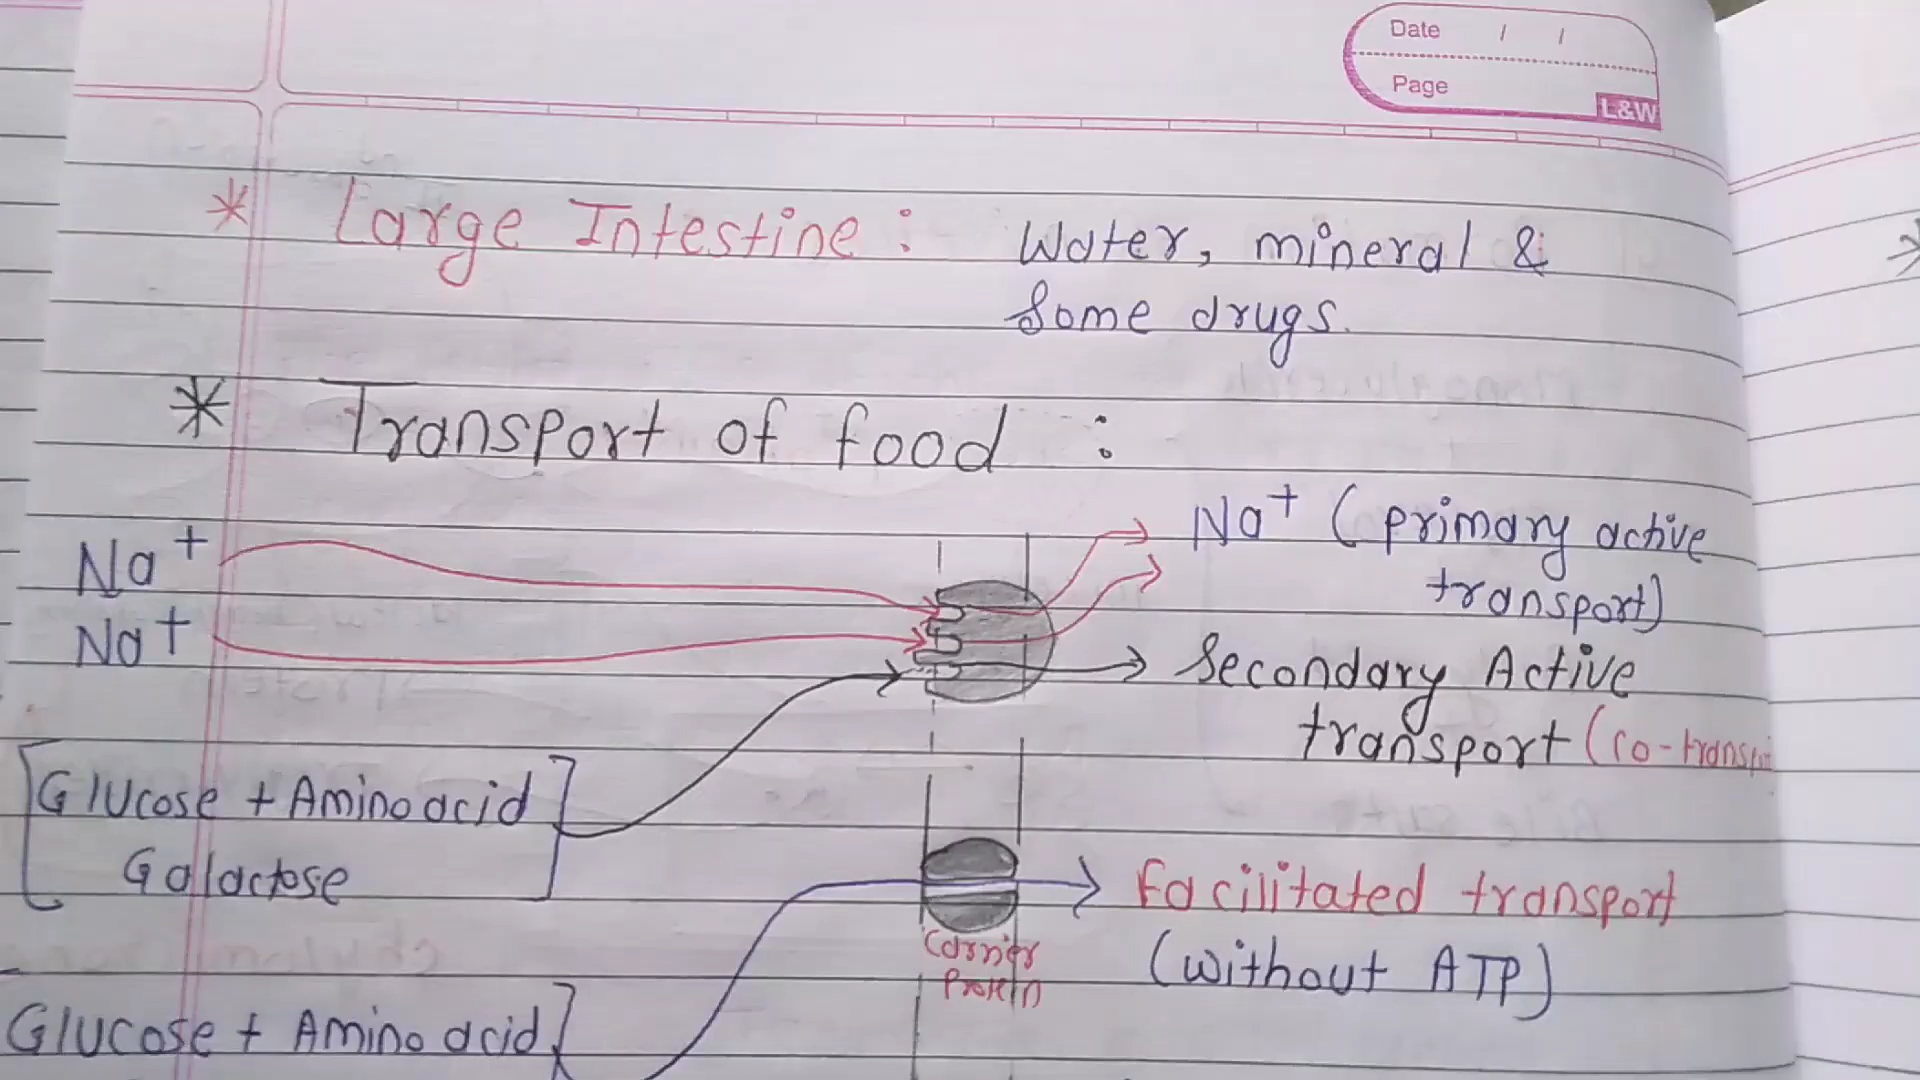 Date / /
Page
L&W
* Large Intestine : Water, mineral &
Some drugs.
* Transport of food :
Na+
Na+
Na+ (primary active
transport)
Secondary Active
transport (co-transp
[Glucose + Amino acid]
Galactose
Facilitated transport
(without ATP)
Carrier
Protein
Glucose + Amino acid]